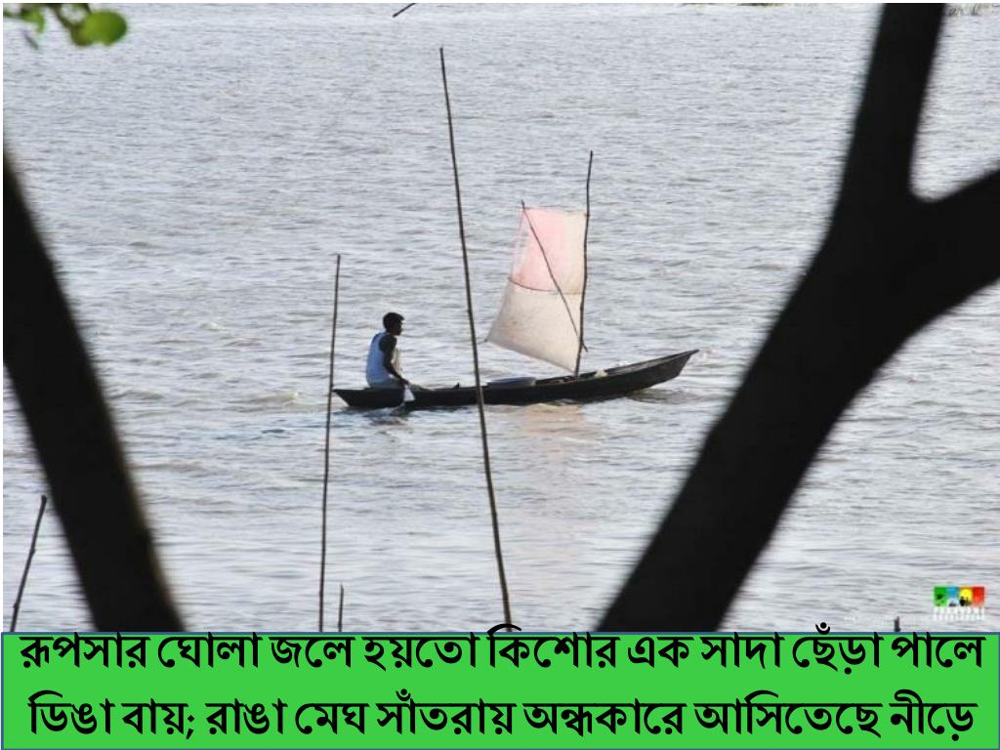 রূপসার ঘোলা জলে হয়তো কিশোর এক সাদা ছেঁড়া পালে
ডিঙা বায়; রাঙা মেঘ সাঁতরায় অন্ধকারে আসিতেছে নীড়ে